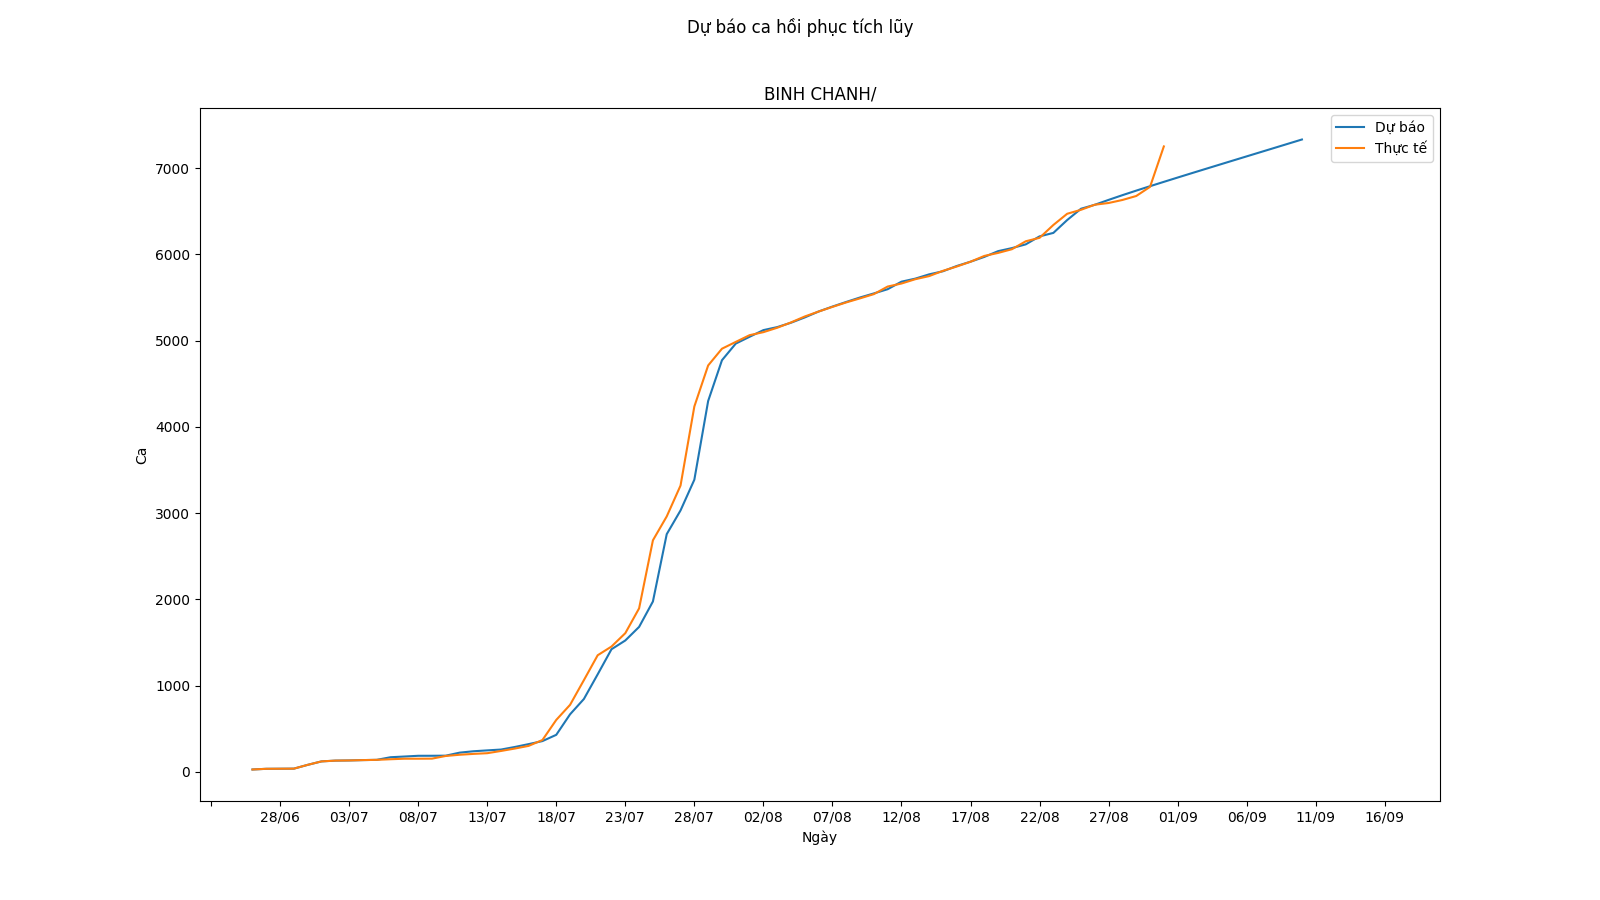 Dự báo ca hồi phục tích lũy
BINH CHANH/
Dự báo
Thực tế
7000
6000
5000
4000
3000
2000
1000
0
Ca
28/06 03/07 08/07 13/07 18/07 23/07 28/07 02/08 07/08 12/08 17/08 22/08 27/08 01/09 06/09 11/09 16/09
Ngày